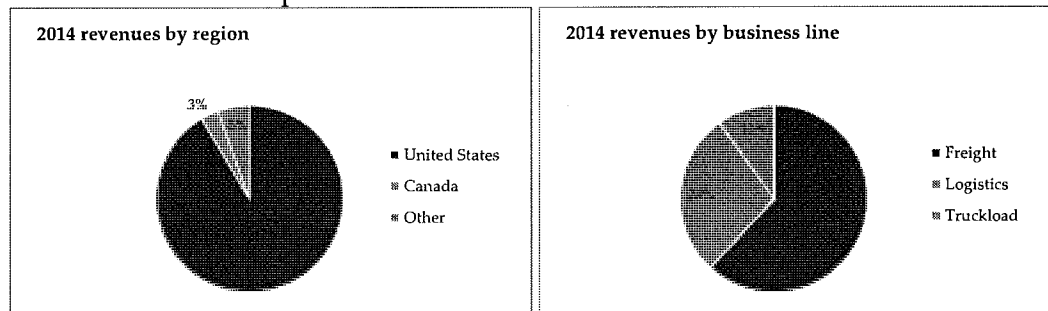 2014 revenues by region
3%
United States
Canada
Other
2014 revenues by business line
Freight
Logistics
Truckload